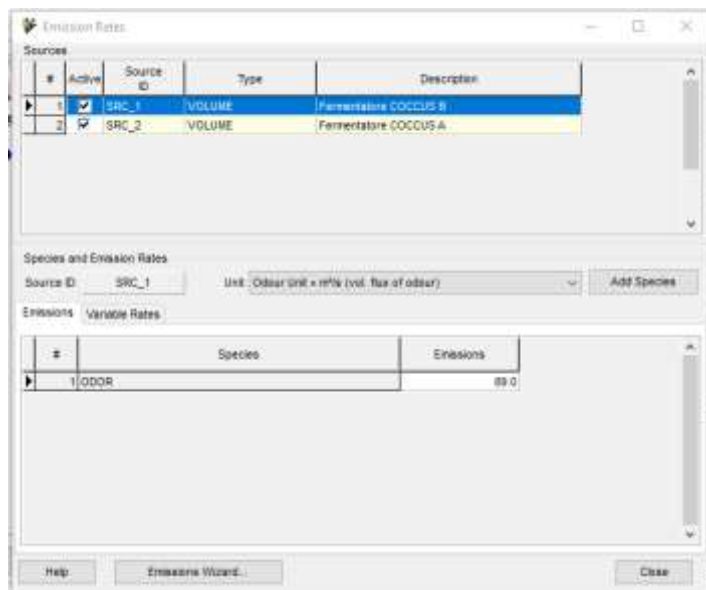 Emission Rates
Sources
# Active Source ID Type Description
1 SRC_1 VOLUME Fermentatore COCCUS B
2 SRC_2 VOLUME Fermentatore COCCUS A
Species and Emission Rates
Source ID: SRC_1 Unit: Odour Unit × m³/s (vol. flux of odour) Add Species
Emissions Variable Rates
# Species Emissions
1 ODOR 89.0
Help Emissions Wizard... Close